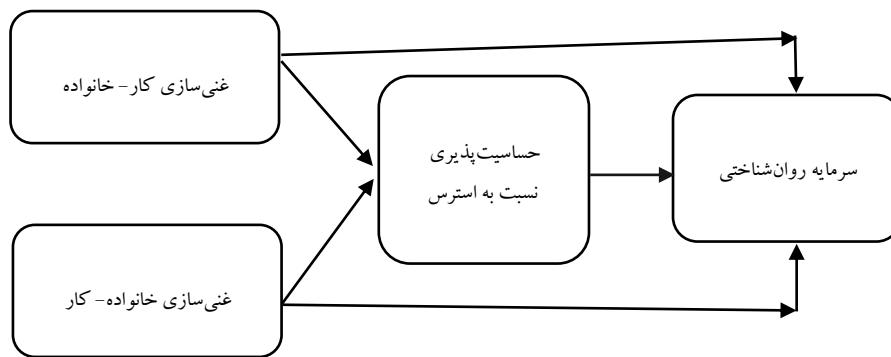 غنی‌سازی کار- خانواده
حساسیت‌پذیری
نسبت به استرس
سرمایه روان‌شناختی
غنی‌سازی خانواده- کار